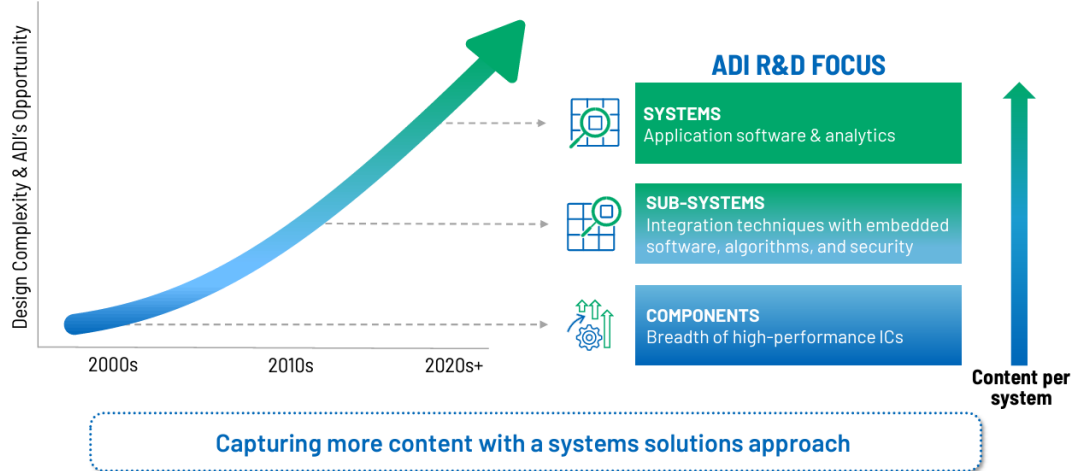 Design Complexity & ADI's Opportunity
2000s
2010s
2020s+
ADI R&D FOCUS
SYSTEMS
Application software & analytics
SUB-SYSTEMS
Integration techniques with embedded
software, algorithms, and security
COMPONENTS
Breadth of high-performance ICs
Content per
system
Capturing more content with a systems solutions approach